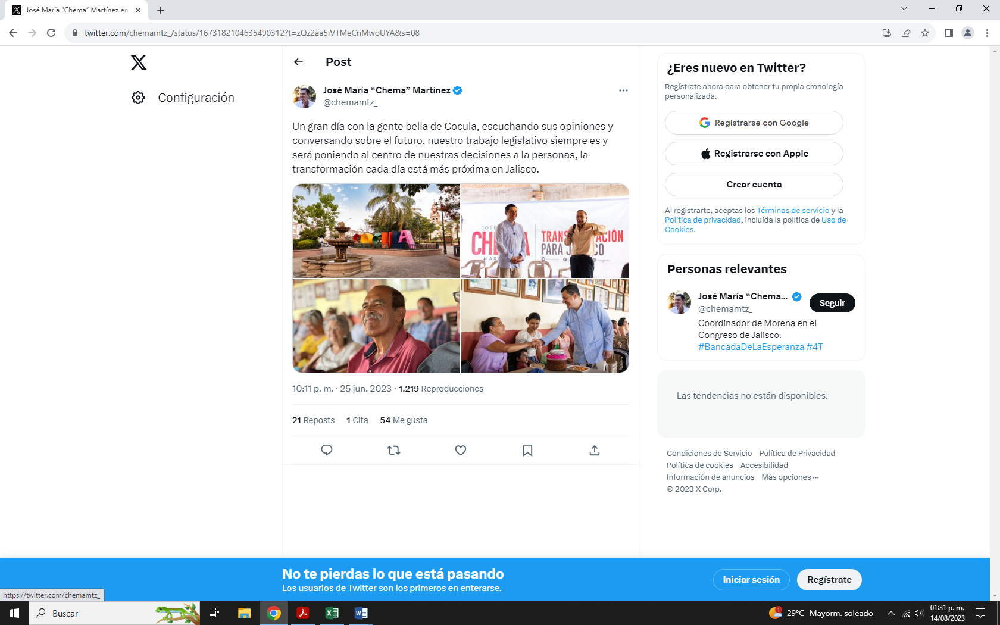 José María “Chema” Martínez en
twitter.com/chemamtz_/status/1673182104635490312?t=zQz2aa5iVTMeCnMwoUYA&s=08
Configuración
Post
José María “Chema” Martínez
@chemamtz_
Un gran día con la gente bella de Cocula, escuchando sus opiniones y
conversando sobre el futuro, nuestro trabajo legislativo siempre es y
será poniendo al centro de nuestras decisiones a la personas, la
transformación cada día está más próxima en Jalisco.
10:11 p. m. · 25 jun. 2023 · 1.219 Reproducciones
21 Reposts 1 Cita 54 Me gusta
¿Eres nuevo en Twitter?
Regístrate ahora para obtener tu propia cronología
personalizada.
Registrarse con Google
Registrarse con Apple
Crear cuenta
Al registrarte, aceptas los Términos de servicio y la
Política de privacidad, incluida la política de Uso de
Cookies.
Personas relevantes
José María “Chema...
@chemamtz_
Seguir
Coordinador de Morena en el
Congreso de Jalisco.
#BancadaDeLaEsperanza #4T
Las tendencias no están disponibles.
Condiciones de Servicio Política de Privacidad
Política de cookies Accesibilidad
Información de anuncios Más opciones ···
© 2023 X Corp.
No te pierdas lo que está pasando
Los usuarios de Twitter son los primeros en enterarse.
Iniciar sesión
Regístrate
https://twitter.com/chemamtz_
Buscar
1
29°C Mayorm. soleado
01:31 p. m.
14/08/2023